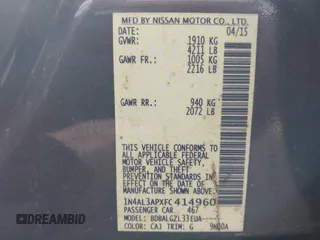 MFD BY NISSAN MOTOR CO., LTD.
DATE: 04/15
GVWR: 1910 KG
4211 LB
GAWR FR: 1005 KG
2216 LB
GAWR RR: 940 KG
2072 LB
THIS VEHICLE CONFORMS TO ALL
APPLICABLE FEDERAL MOTOR
VEHICLE SAFETY, BUMPER, AND
THEFT PREVENTION STANDARDS
IN EFFECT ON THE DATE OF
MANUFACTURE SHOWN ABOVE.
1N4AL3APXFC414960
PASSENGER CAR 467
MODEL: BDBALGZL33EUA
COLOR: CAJ TRIM: G
BIDFAX